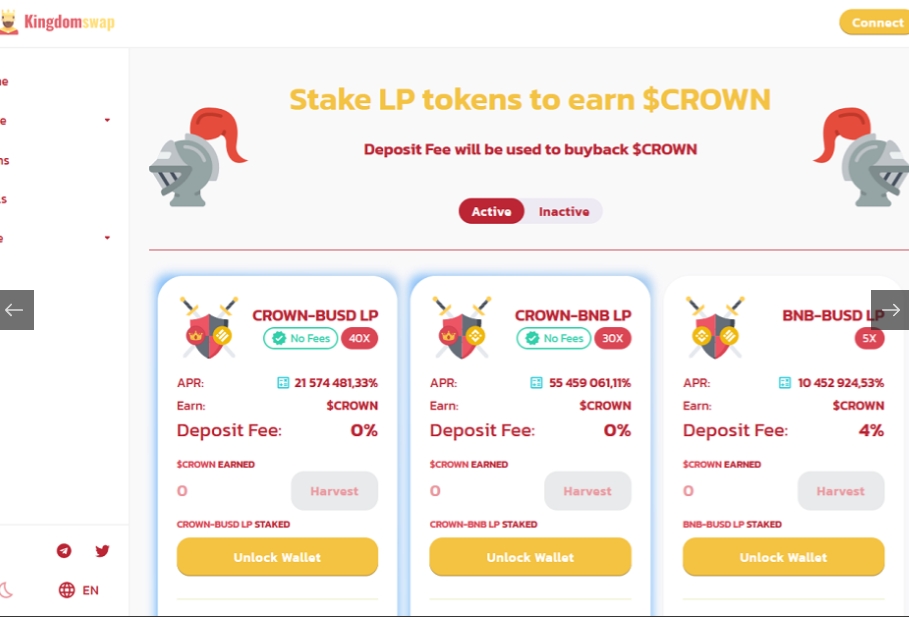 Kingdomswap
Connect
Stake LP tokens to earn $CROWN
Deposit Fee will be used to buyback $CROWN
Active Inactive
CROWN-BUSD LP
No Fees 40X
APR: 21 574 481,33%
Earn: $CROWN
Deposit Fee: 0%
$CROWN EARNED
0 Harvest
CROWN-BUSD LP STAKED
Unlock Wallet
CROWN-BNB LP
No Fees 30X
APR: 55 459 061,11%
Earn: $CROWN
Deposit Fee: 0%
$CROWN EARNED
0 Harvest
CROWN-BNB LP STAKED
Unlock Wallet
BNB-BUSD LP
5X
APR: 10 452 924,53%
Earn: $CROWN
Deposit Fee: 4%
$CROWN EARNED
0 Harvest
BNB-BUSD LP STAKED
Unlock Wallet
EN